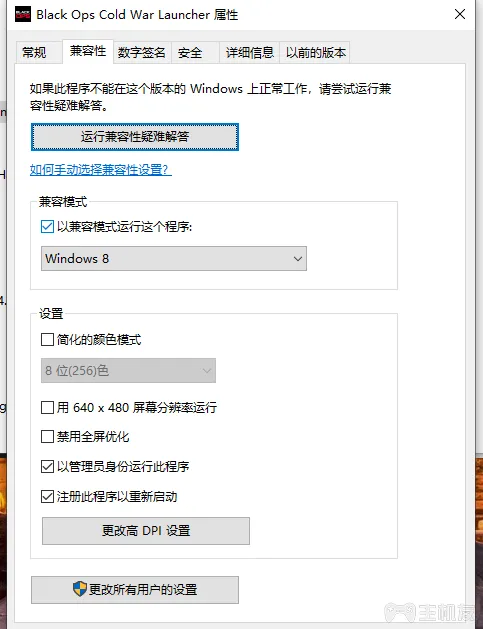 Black Ops Cold War Launcher 属性
常规 兼容性 数字签名 安全 详细信息 以前的版本
如果此程序不能在这个版本的 Windows 上正常工作，请尝试运行兼
容性疑难解答。
运行兼容性疑难解答
如何手动选择兼容性设置?
兼容模式
以兼容模式运行这个程序:
Windows 8
设置
简化的颜色模式
8 位(256)色
用 640 x 480 屏幕分辨率运行
禁用全屏优化
以管理员身份运行此程序
注册此程序以重新启动
更改高 DPI 设置
更改所有用户的设置